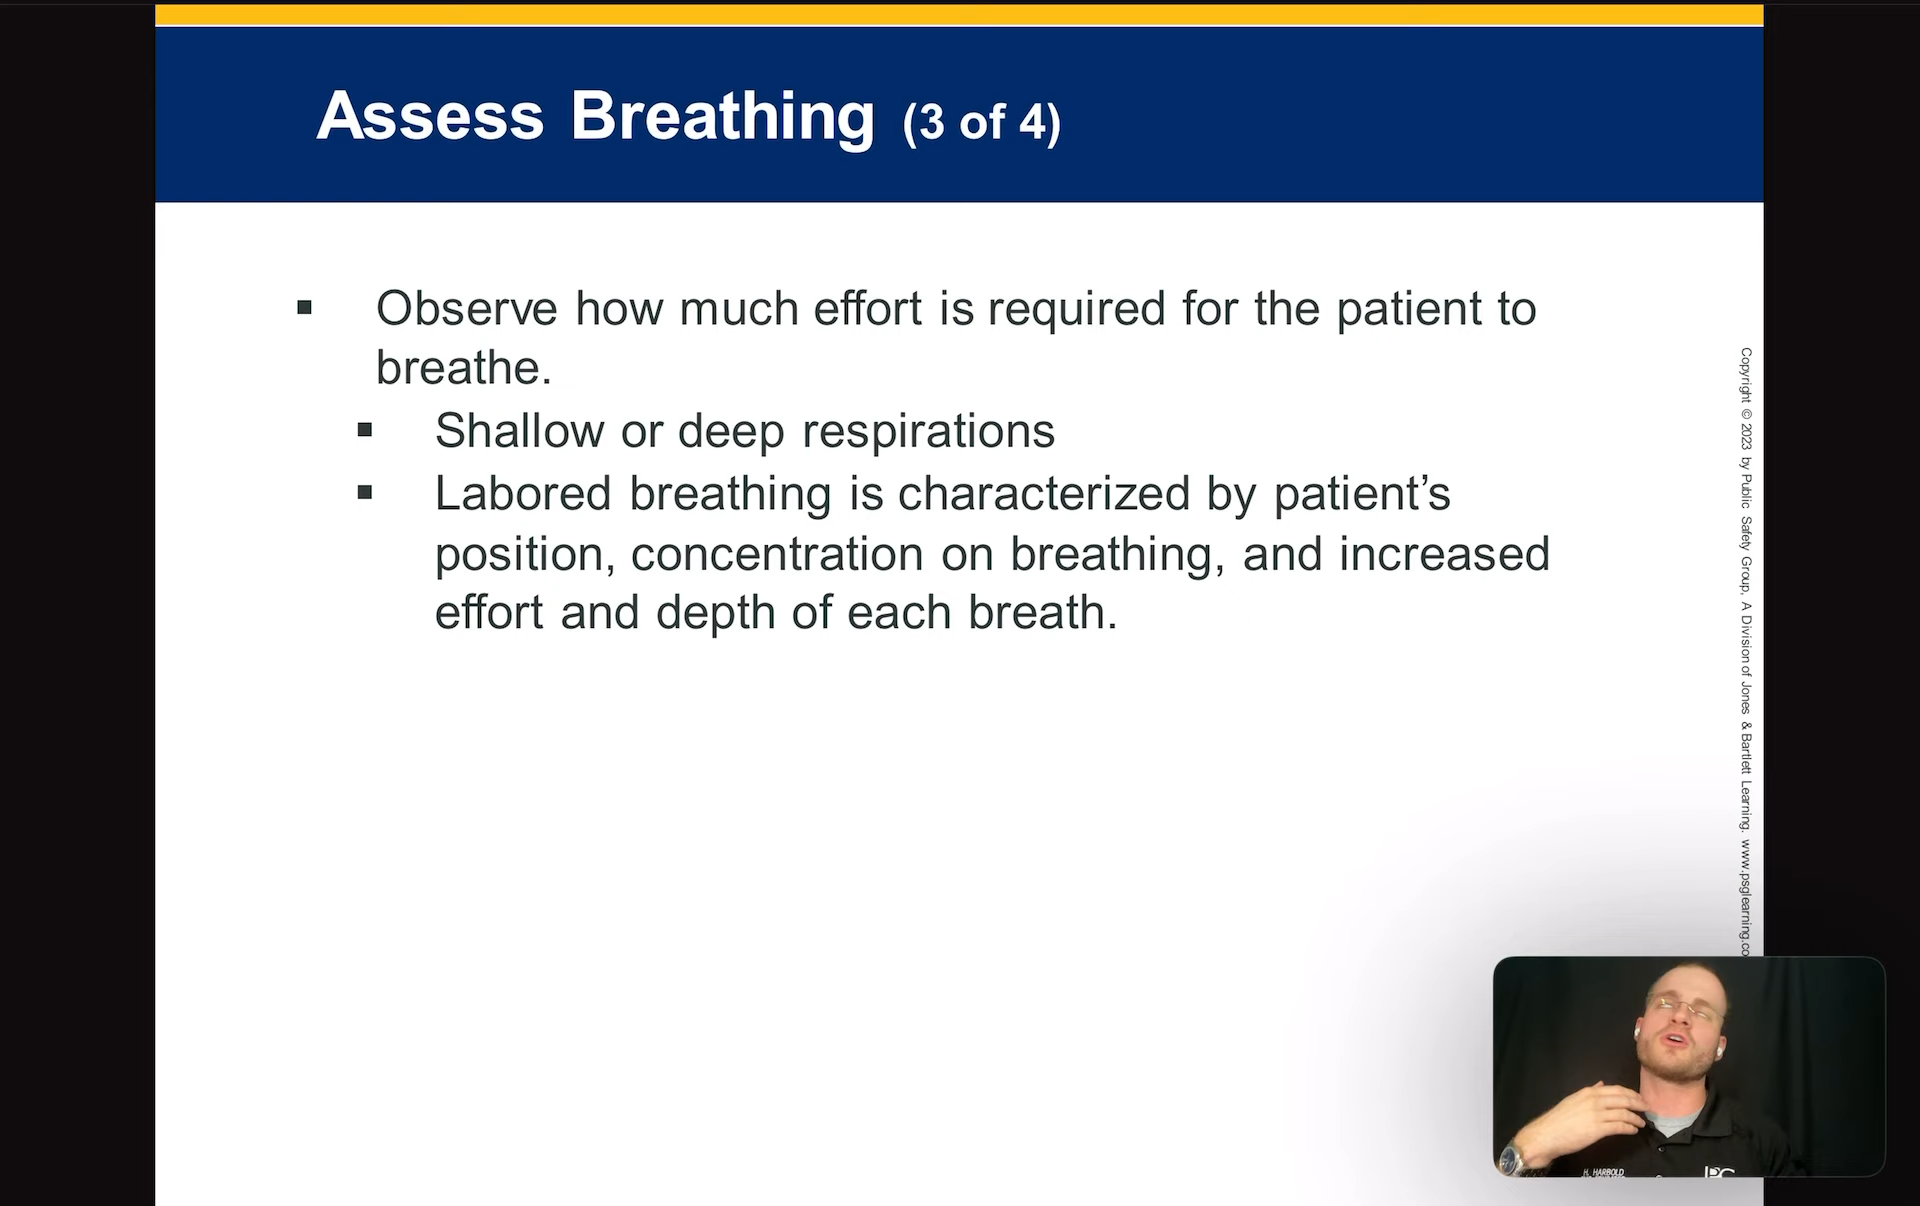 Assess Breathing (3 of 4)
▪ Observe how much effort is required for the patient to
breathe.
▪ Shallow or deep respirations
▪ Labored breathing is characterized by patient’s
position, concentration on breathing, and increased
effort and depth of each breath.
Copyright © 2023 by Public Safety Group, A Division of Jones & Bartlett Learning. www.psglearning.co
H. HARBOLD